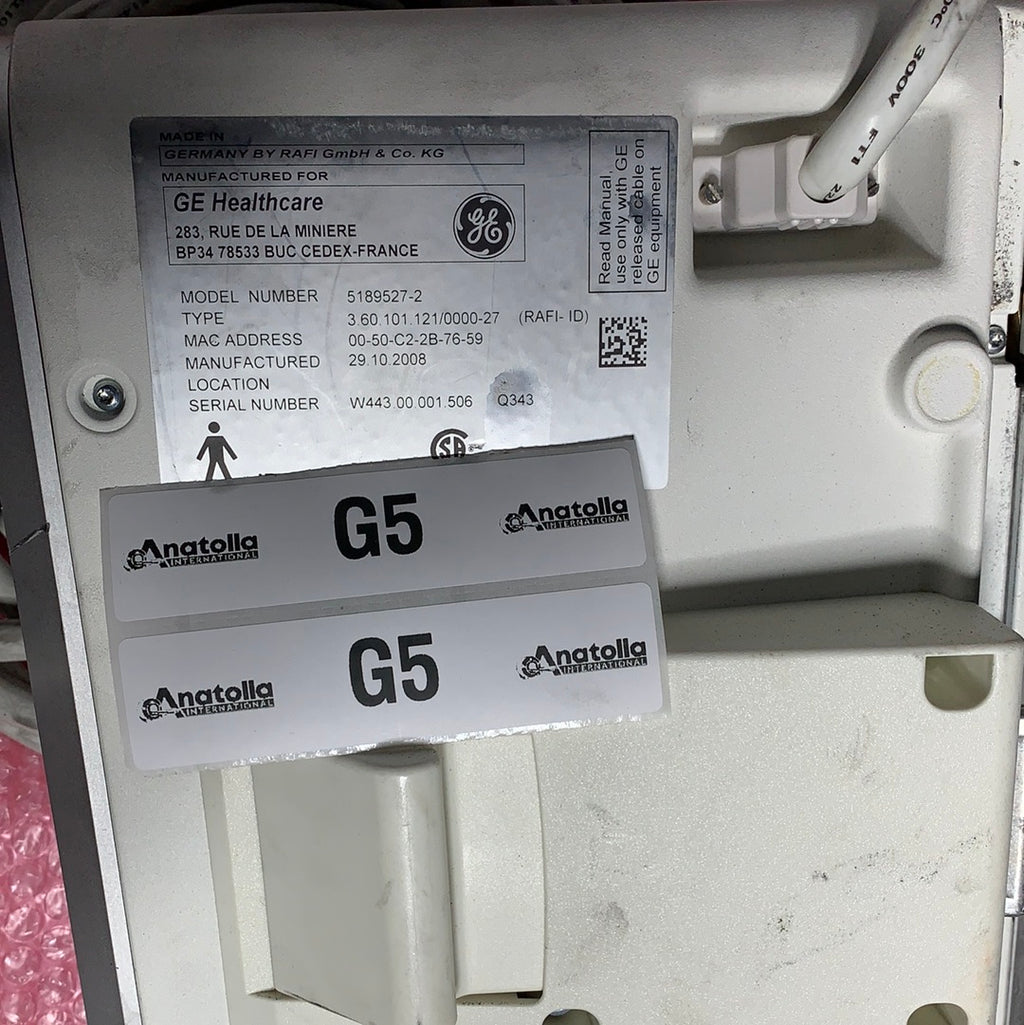 MADE IN
GERMANY BY RAFI GmbH & Co. KG
MANUFACTURED FOR
GE Healthcare
283, RUE DE LA MINIERE
BP34 78533 BUC CEDEX-FRANCE
GE
Read Manual,
use only with GE
released cable on
GE equipment
MODEL NUMBER 5189527-2
TYPE 3.60.101.121/0000-27 (RAFI- ID)
MAC ADDRESS 00-50-C2-2B-76-59
MANUFACTURED 29.10.2008
LOCATION
SERIAL NUMBER W443.00.001.506 Q343
Anatolla INTERNATIONAL G5 Anatolla INTERNATIONAL
Anatolla INTERNATIONAL G5 Anatolla INTERNATIONAL
300V FT1